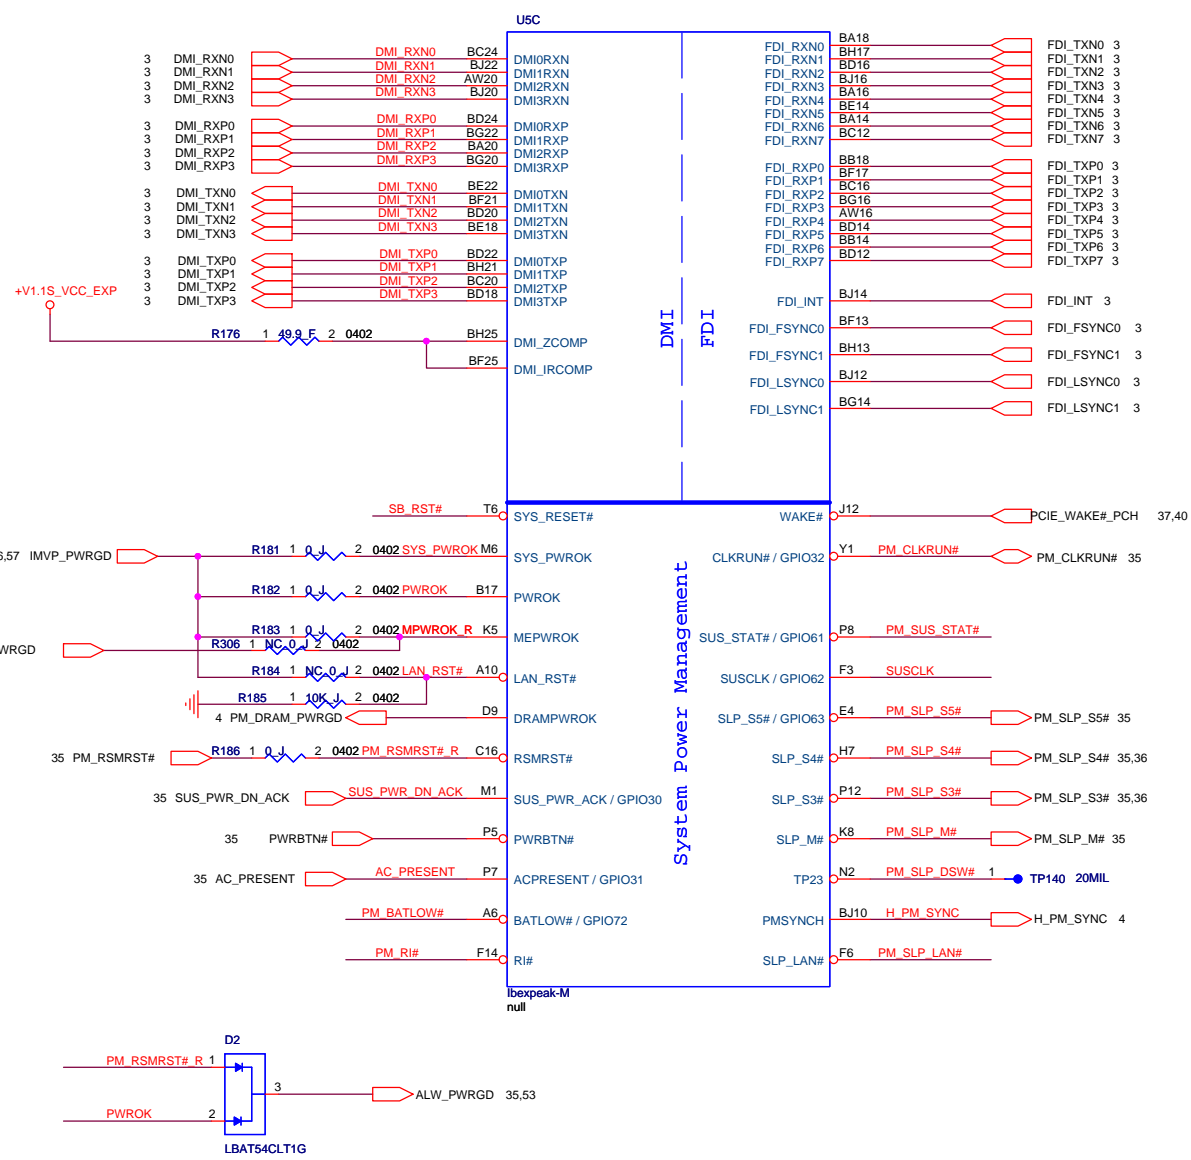 U5C
3 DMI_RXN0 DMI_RXN0 BC24 DMI0RXN
3 DMI_RXN1 DMI_RXN1 BJ22 DMI1RXN
3 DMI_RXN2 DMI_RXN2 AW20 DMI2RXN
3 DMI_RXN3 DMI_RXN3 BJ20 DMI3RXN
3 DMI_RXP0 DMI_RXP0 BD24 DMI0RXP
3 DMI_RXP1 DMI_RXP1 BG22 DMI1RXP
3 DMI_RXP2 DMI_RXP2 BA20 DMI2RXP
3 DMI_RXP3 DMI_RXP3 BG20 DMI3RXP
3 DMI_TXN0 DMI_TXN0 BE22 DMI0TXN
3 DMI_TXN1 DMI_TXN1 BF21 DMI1TXN
3 DMI_TXN2 DMI_TXN2 BD20 DMI2TXN
3 DMI_TXN3 DMI_TXN3 BE18 DMI3TXN
3 DMI_TXP0 DMI_TXP0 BD22 DMI0TXP
3 DMI_TXP1 DMI_TXP1 BH21 DMI1TXP
3 DMI_TXP2 DMI_TXP2 BC20 DMI2TXP
3 DMI_TXP3 DMI_TXP3 BD18 DMI3TXP
+V1.1S_VCC_EXP
R176 1 49.9_F 2 0402 BH25 DMI_ZCOMP
BF25 DMI_IRCOMP
DMI
FDI
FDI_RXN0 BA18 FDI_TXN0 3
FDI_RXN1 BH17 FDI_TXN1 3
FDI_RXN2 BD16 FDI_TXN2 3
FDI_RXN3 BJ16 FDI_TXN3 3
FDI_RXN4 BA16 FDI_TXN4 3
FDI_RXN5 BE14 FDI_TXN5 3
FDI_RXN6 BA14 FDI_TXN6 3
FDI_RXN7 BC12 FDI_TXN7 3
FDI_RXP0 BB18 FDI_TXP0 3
FDI_RXP1 BF17 FDI_TXP1 3
FDI_RXP2 BC16 FDI_TXP2 3
FDI_RXP3 BG16 FDI_TXP3 3
FDI_RXP4 AW16 FDI_TXP4 3
FDI_RXP5 BD14 FDI_TXP5 3
FDI_RXP6 BB14 FDI_TXP6 3
FDI_RXP7 BD12 FDI_TXP7 3
FDI_INT BJ14 FDI_INT 3
FDI_FSYNC0 BF13 FDI_FSYNC0 3
FDI_FSYNC1 BH13 FDI_FSYNC1 3
FDI_LSYNC0 BJ12 FDI_LSYNC0 3
FDI_LSYNC1 BG14 FDI_LSYNC1 3
SB_RST# T6 SYS_RESET#
6,57 IMVP_PWRGD R181 1 0_J 2 0402 SYS_PWROK M6 SYS_PWROK
R182 1 0_J 2 0402 PWROK B17 PWROK
R183 1 0_J 2 0402 MPWROK_R K5 MEPWROK
WRGD R306 1 NC_0_J 2 0402
R184 1 NC_0_J 2 0402 LAN_RST# A10 LAN_RST#
R185 1 10K_J 2 0402
4 PM_DRAM_PWRGD D9 DRAMPWROK
35 PM_RSMRST# R186 1 0_J 2 0402 PM_RSMRST#_R C16 RSMRST#
35 SUS_PWR_DN_ACK SUS_PWR_DN_ACK M1 SUS_PWR_ACK / GPIO30
35 PWRBTN# P5 PWRBTN#
35 AC_PRESENT AC_PRESENT P7 ACPRESENT / GPIO31
PM_BATLOW# A6 BATLOW# / GPIO72
PM_RI# F14 RI#
System Power Management
WAKE# J12 PCIE_WAKE#_PCH 37,40
CLKRUN# / GPIO32 Y1 PM_CLKRUN# PM_CLKRUN# 35
SUS_STAT# / GPIO61 P8 PM_SUS_STAT#
SUSCLK / GPIO62 F3 SUSCLK
SLP_S5# / GPIO63 E4 PM_SLP_S5# PM_SLP_S5# 35
SLP_S4# H7 PM_SLP_S4# PM_SLP_S4# 35,36
SLP_S3# P12 PM_SLP_S3# PM_SLP_S3# 35,36
SLP_M# K8 PM_SLP_M# PM_SLP_M# 35
TP23 N2 PM_SLP_DSW# 1 TP140 20MIL
PMSYNCH BJ10 H_PM_SYNC H_PM_SYNC 4
SLP_LAN# F6 PM_SLP_LAN#
Ibexpeak-M
null
D2
PM_RSMRST#_R 1
3 ALW_PWRGD 35,53
PWROK 2
LBAT54CLT1G